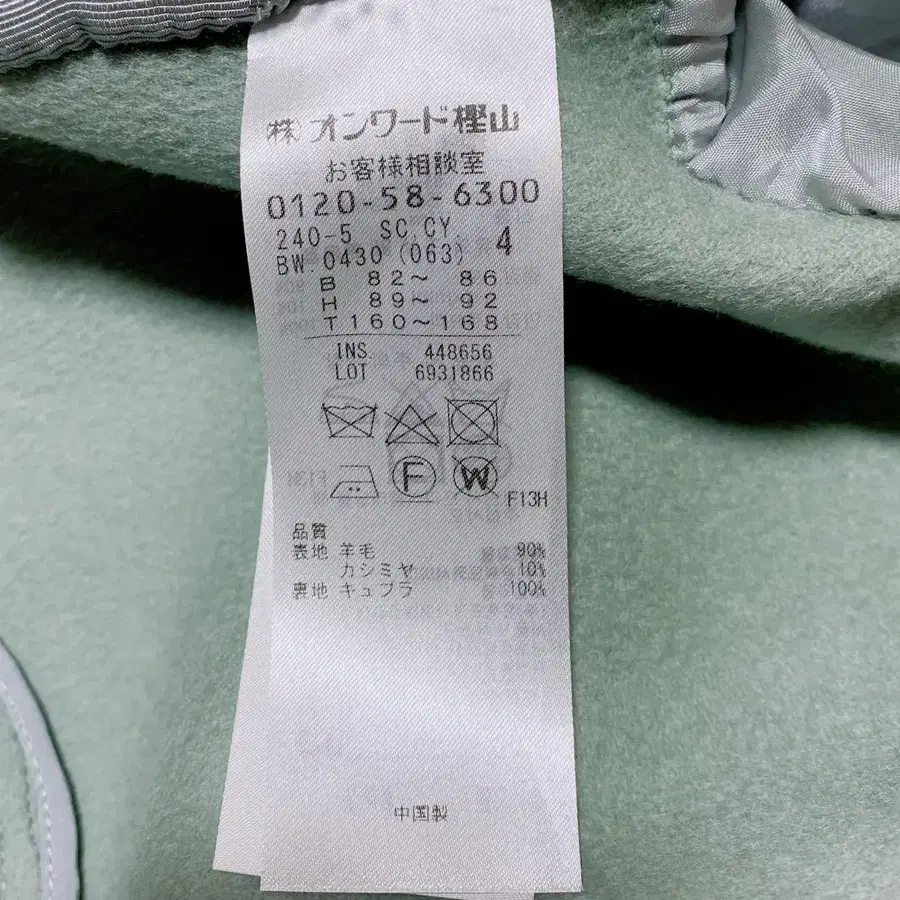 (株)オンワード樫山
お客様相談室
0120-58-6300
240-5 SC.CY. 4
BW.0430 (063)
B 82～ 86
H 89～ 92
T160～168
INS. 448656
LOT 6931866
F W F13H
品質
表地 羊毛 90%
カシミヤ 10%
裏地 キュプラ 100%
中国製